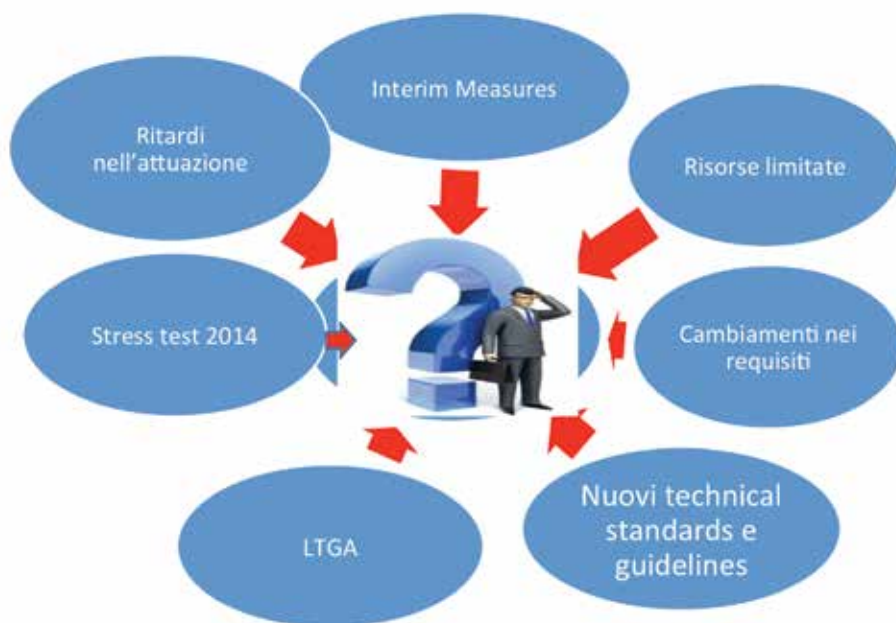 Interim Measures
Ritardi
nell'attuazione
Risorse limitate
Stress test 2014
Cambiamenti nei
requisiti
LTGA
Nuovi technical
standards e
guidelines